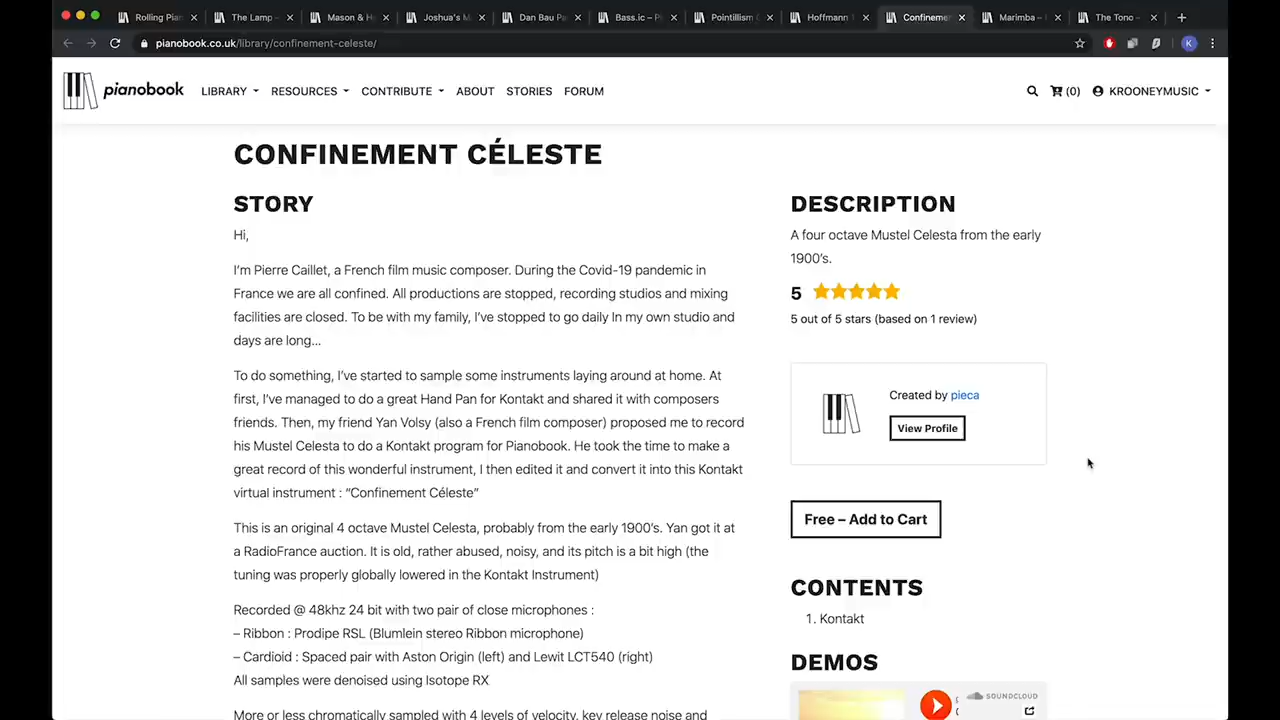 Rolling Pian
The Lamp –
Mason & H
Joshua's M
Dan Bau Pa
Bass.ic – P
Pointillism
Hoffmann
Confineme
Marimba –
The Tono –
pianobook.co.uk/library/confinement-celeste/
K
pianobook
LIBRARY RESOURCES CONTRIBUTE ABOUT STORIES FORUM
(0) KROONEYMUSIC
CONFINEMENT CÉLESTE
STORY
Hi,
I'm Pierre Caillet, a French film music composer. During the Covid-19 pandemic in
France we are all confined. All productions are stopped, recording studios and mixing
facilities are closed. To be with my family, I've stopped to go daily In my own studio and
days are long…
To do something, I've started to sample some instruments laying around at home. At
first, I've managed to do a great Hand Pan for Kontakt and shared it with composers
friends. Then, my friend Yan Volsy (also a French film composer) proposed me to record
his Mustel Celesta to do a Kontakt program for Pianobook. He took the time to make a
great record of this wonderful instrument, I then edited it and convert it into this Kontakt
virtual instrument : “Confinement Céleste”
This is an original 4 octave Mustel Celesta, probably from the early 1900's. Yan got it at
a RadioFrance auction. It is old, rather abused, noisy, and its pitch is a bit high (the
tuning was properly globally lowered in the Kontakt Instrument)
Recorded @ 48khz 24 bit with two pair of close microphones :
– Ribbon : Prodipe RSL (Blumlein stereo Ribbon microphone)
– Cardioid : Spaced pair with Aston Origin (left) and Lewit LCT540 (right)
All samples were denoised using Isotope RX
More or less chromatically sampled with 4 levels of velocity, key release noise and
DESCRIPTION
A four octave Mustel Celesta from the early
1900's.
5
5 out of 5 stars (based on 1 review)
Created by pieca
View Profile
Free – Add to Cart
CONTENTS
1. Kontakt
DEMOS
SOUNDCLOUD